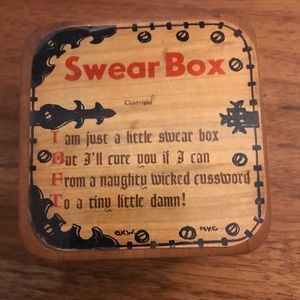 Swear Box
Copyright
I am just a little swear box
But I'll cure you if I can
From a naughty wicked cussword
To a tiny little damn!
N.Y.C.